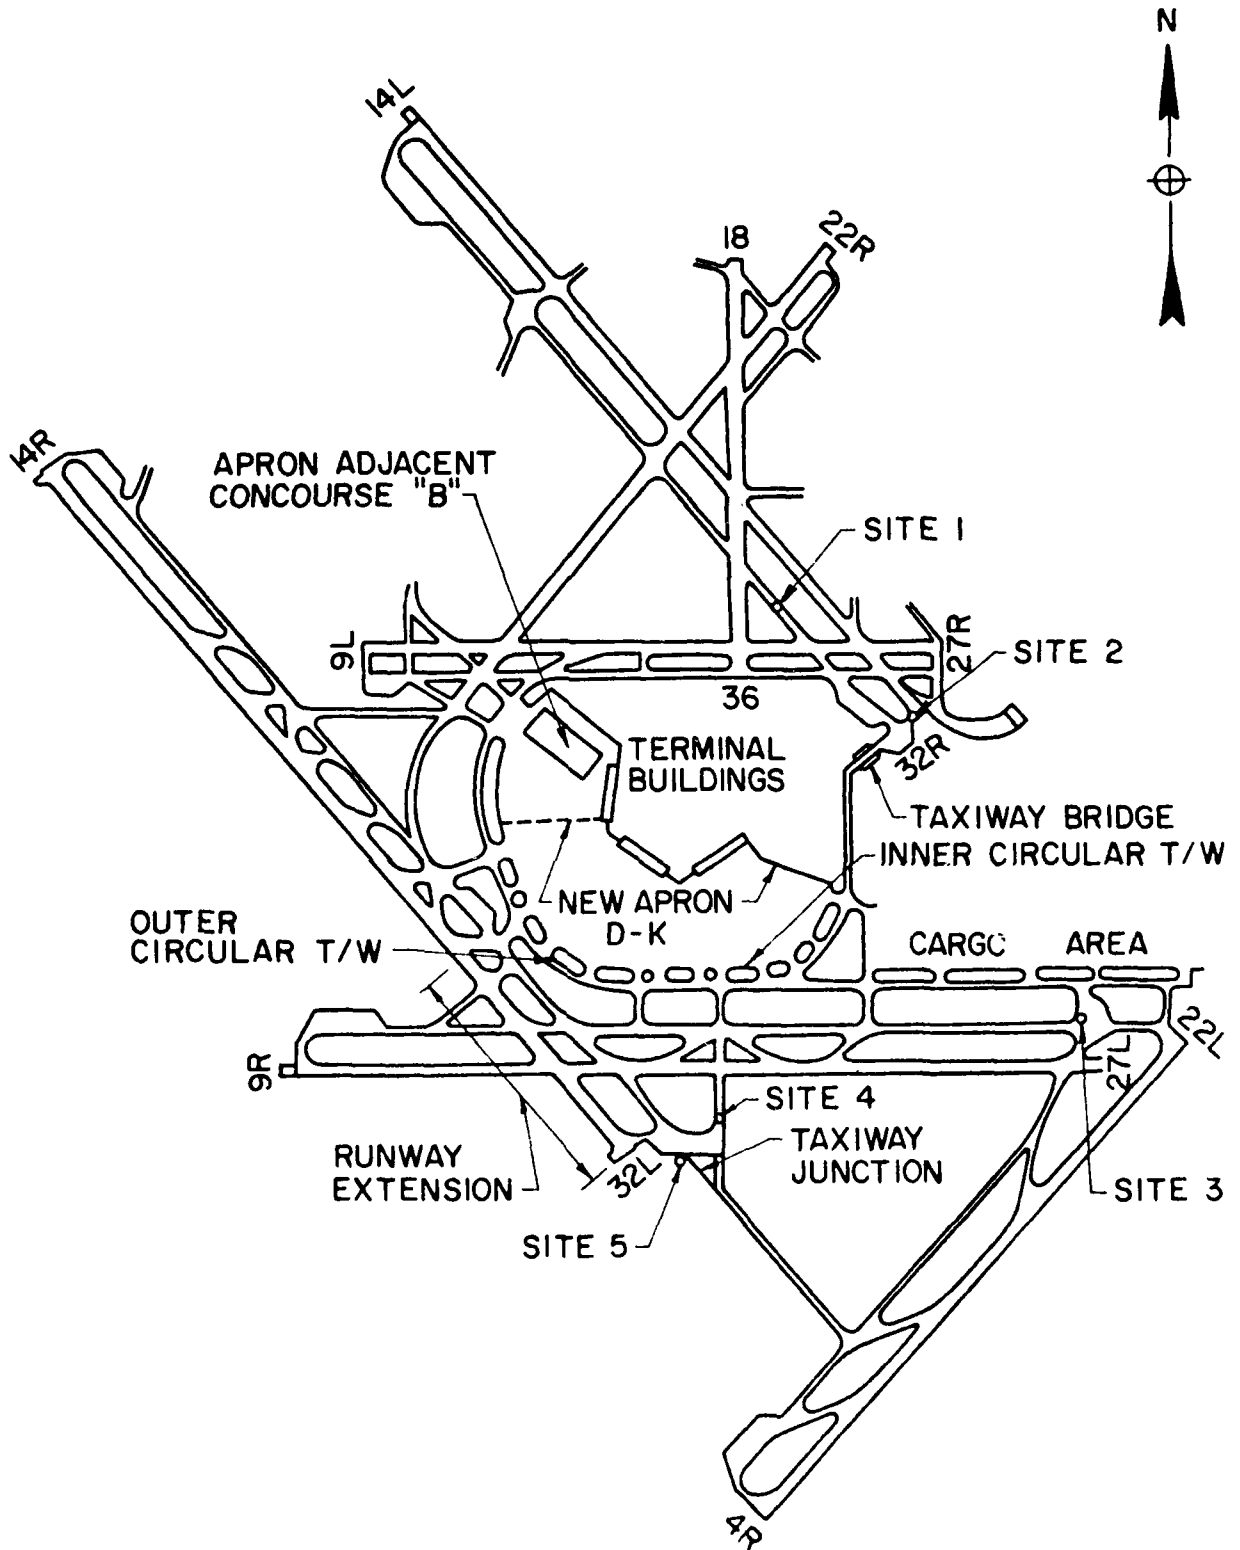 N
14L
18
22R
14R
APRON ADJACENT
CONCOURSE "B"
SITE 1
9L
27R
SITE 2
36
32R
TERMINAL
BUILDINGS
TAXIWAY BRIDGE
INNER CIRCULAR T/W
NEW APRON
D-K
OUTER
CIRCULAR T/W
CARGO AREA
22L
9R
27L
SITE 4
TAXIWAY
JUNCTION
RUNWAY
EXTENSION
32L
SITE 3
SITE 5
4R